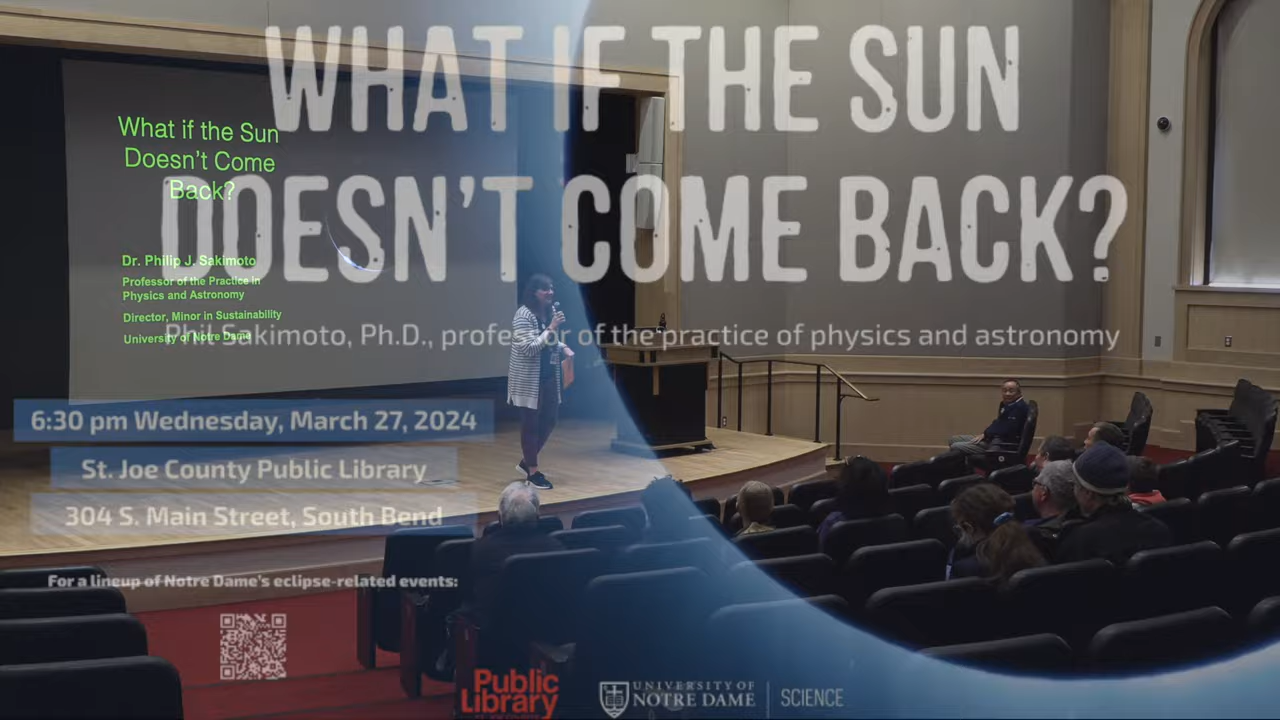 WHAT IF THE SUN
DOESN'T COME BACK?
Phil Sakimoto, Ph.D., professor of the practice of physics and astronomy
What if the Sun
Doesn't Come
Back?
Dr. Philip J. Sakimoto
Professor of the Practice in
Physics and Astronomy
Director, Minor in Sustainability
University of Notre Dame
6:30 pm Wednesday, March 27, 2024
St. Joe County Public Library
304 S. Main Street, South Bend
For a lineup of Notre Dame's eclipse-related events:
Public
Library
UNIVERSITY OF
NOTRE DAME
SCIENCE